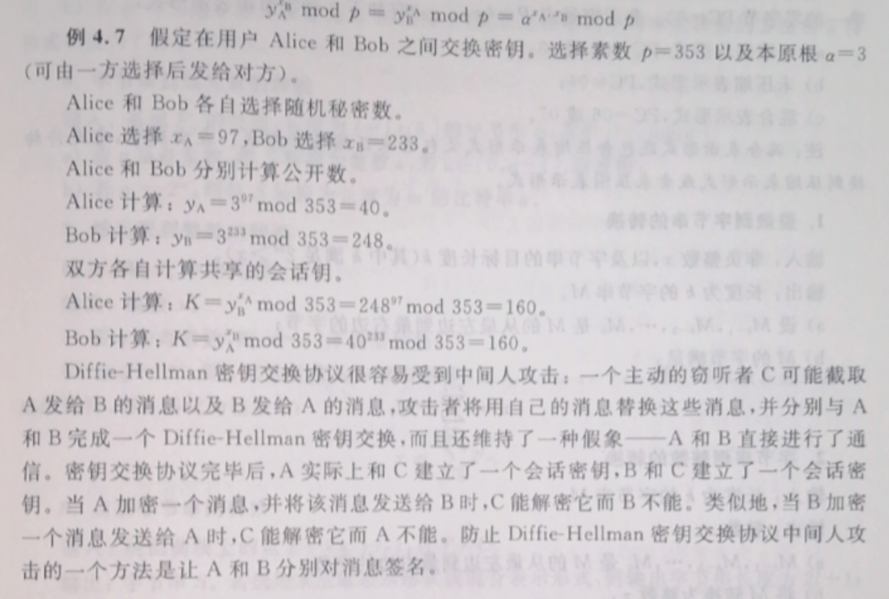 y_A^{x_B} mod p = y_B^{x_A} mod p = α^{x_A·x_B} mod p
例 4.7 假定在用户 Alice 和 Bob 之间交换密钥。选择素数 p=353 以及本原根 α=3
(可由一方选择后发给对方)。
Alice 和 Bob 各自选择随机秘密数。
Alice 选择 x_A=97,Bob 选择 x_B=233。
Alice 和 Bob 分别计算公开数。
Alice 计算：y_A=3^{97} mod 353=40。
Bob 计算：y_B=3^{233} mod 353=248。
双方各自计算共享的会话钥。
Alice 计算：K=y_B^{x_A} mod 353=248^{97} mod 353=160。
Bob 计算：K=y_A^{x_B} mod 353=40^{233} mod 353=160。
Diffie-Hellman 密钥交换协议很容易受到中间人攻击：一个主动的窃听者 C 可能截取
A 发给 B 的消息以及 B 发给 A 的消息,攻击者将用自己的消息替换这些消息,并分别与 A
和 B 完成一个 Diffie-Hellman 密钥交换,而且还维持了一种假象——A 和 B 直接进行了通
信。密钥交换协议完毕后,A 实际上和 C 建立了一个会话密钥,B 和 C 建立了一个会话密
钥。当 A 加密一个消息,并将该消息发送给 B 时,C 能解密它而 B 不能。类似地,当 B 加密
一个消息发送给 A 时,C 能解密它而 A 不能。防止 Diffie-Hellman 密钥交换协议中间人攻
击的一个方法是让 A 和 B 分别对消息签名。